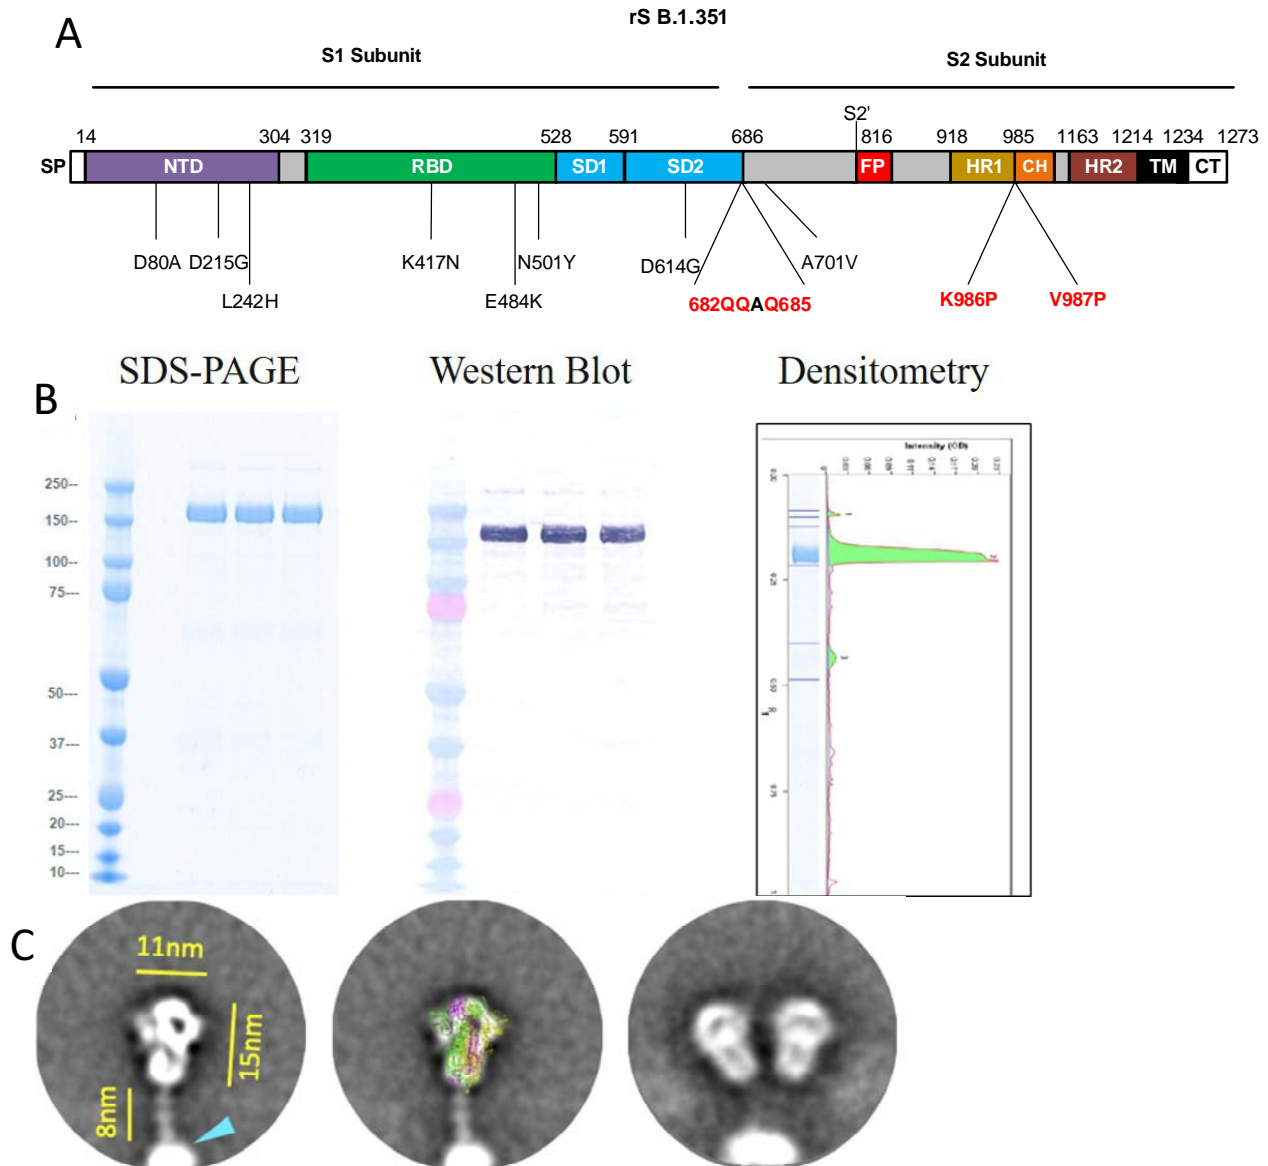 A
rS B.1.351
S1 Subunit
S2 Subunit
S2'
14 304 319 528 591 686 816 918 985 1163 1214 1234 1273
SP NTD RBD SD1 SD2 FP HR1 CH HR2 TM CT
D80A D215G K417N N501Y D614G A701V
L242H E484K 682QQAQ685 K986P V987P
SDS-PAGE Western Blot Densitometry
B
250--
150--
100--
75---
50---
37---
25---
20---
15---
10---
Intensity (OD)
C
11nm
15nm
8nm